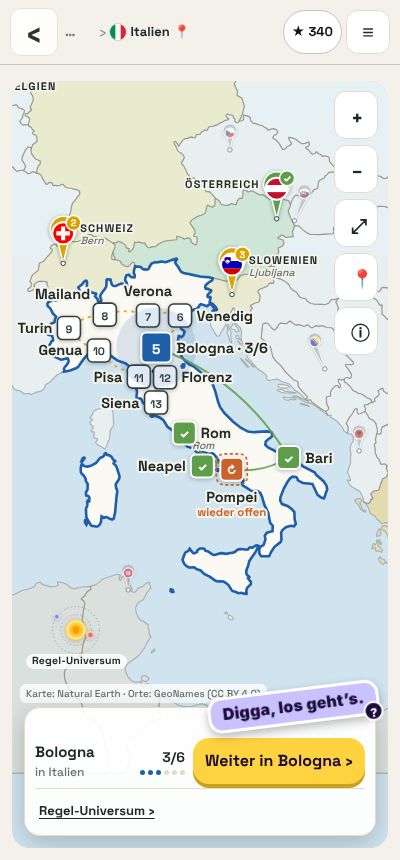 <
...
> Italien
★ 340
≡
ELGIEN
+
−
ÖSTERREICH
SCHWEIZ
2
Bern
SLOWENIEN
3
Ljubljana
Mailand
Verona
8
7
6
Venedig
Turin
9
Genua
10
5
Bologna · 3/6
Pisa
11
12
Florenz
Siena
13
Rom
Rom
Neapel
Bari
Pompei
wieder offen
Regel-Universum
Karte: Natural Earth · Orte: GeoNames (CC BY 4.0)
Digga, los geht's.
?
Bologna
in Italien
3/6
Weiter in Bologna >
Regel-Universum >